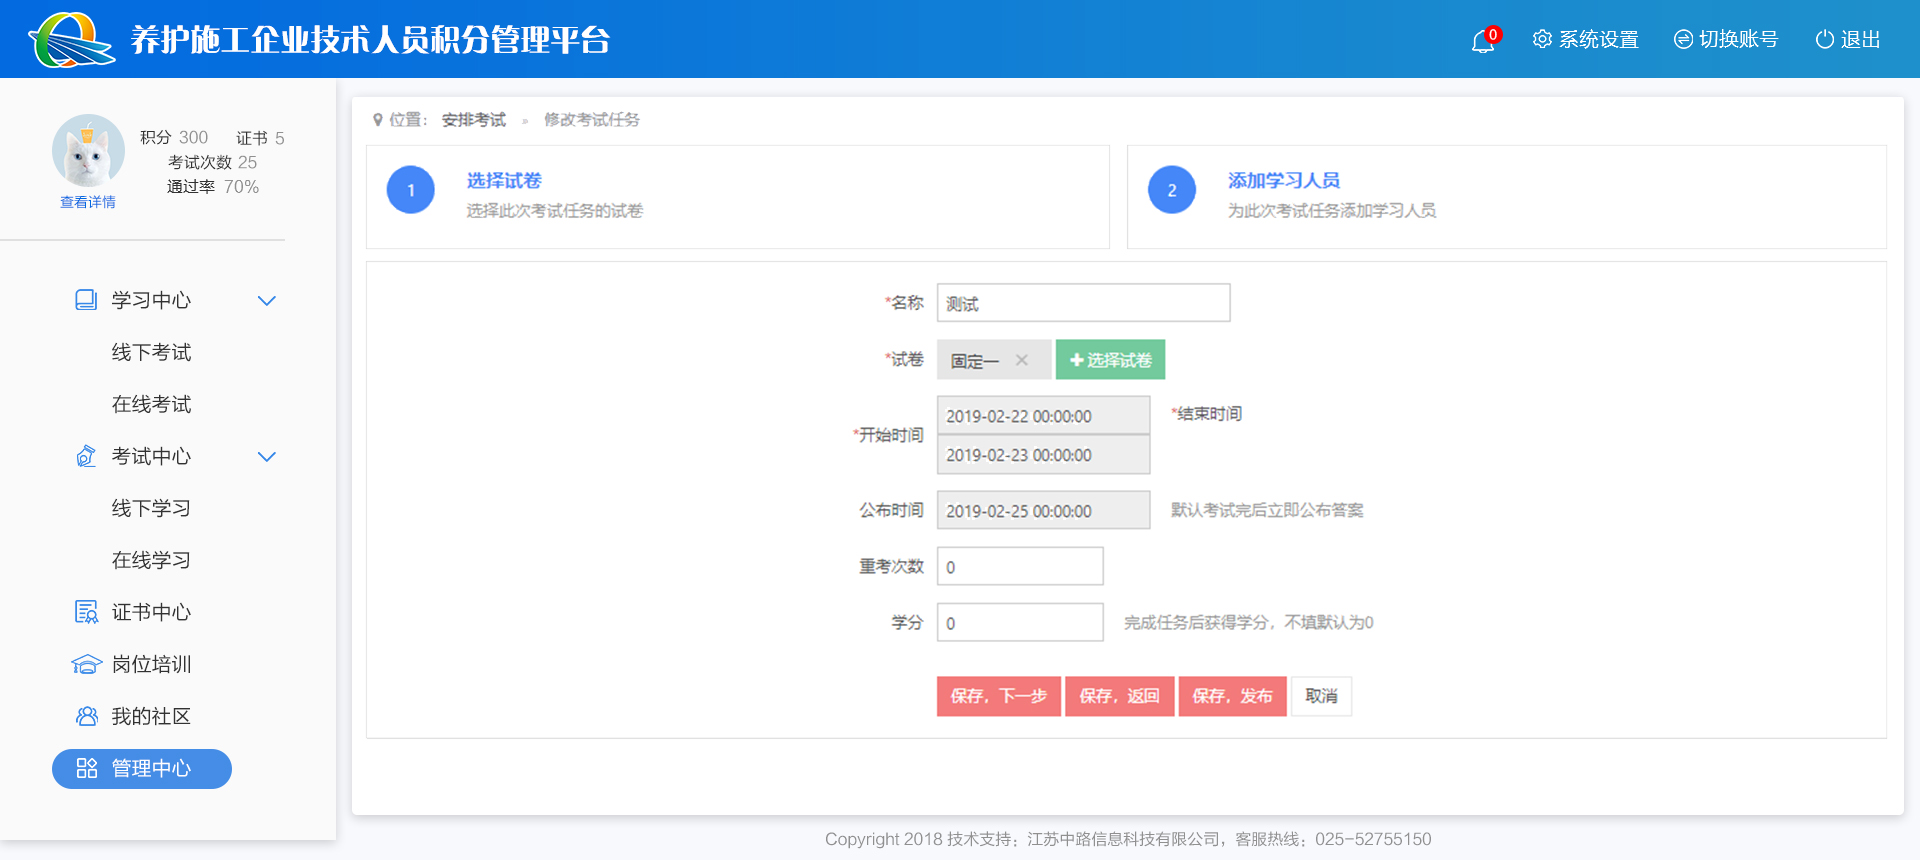 养护施工企业技术人员积分管理平台
0
系统设置
切换账号
退出
积分 300 证书 5
考试次数 25
通过率 70%
查看详情
学习中心
线下考试
在线考试
考试中心
线下学习
在线学习
证书中心
岗位培训
我的社区
管理中心
位置： 安排考试 » 修改考试任务
1 选择试卷
选择此次考试任务的试卷
2 添加学习人员
为此次考试任务添加学习人员
*名称 测试
*试卷 固定一 × +选择试卷
*开始时间 2019-02-22 00:00:00 *结束时间
2019-02-23 00:00:00
公布时间 2019-02-25 00:00:00 默认考试完后立即公布答案
重考次数 0
学分 0 完成任务后获得学分，不填默认为0
保存，下一步 保存，返回 保存，发布 取消
Copyright 2018 技术支持：江苏中路信息科技有限公司，客服热线：025-52755150